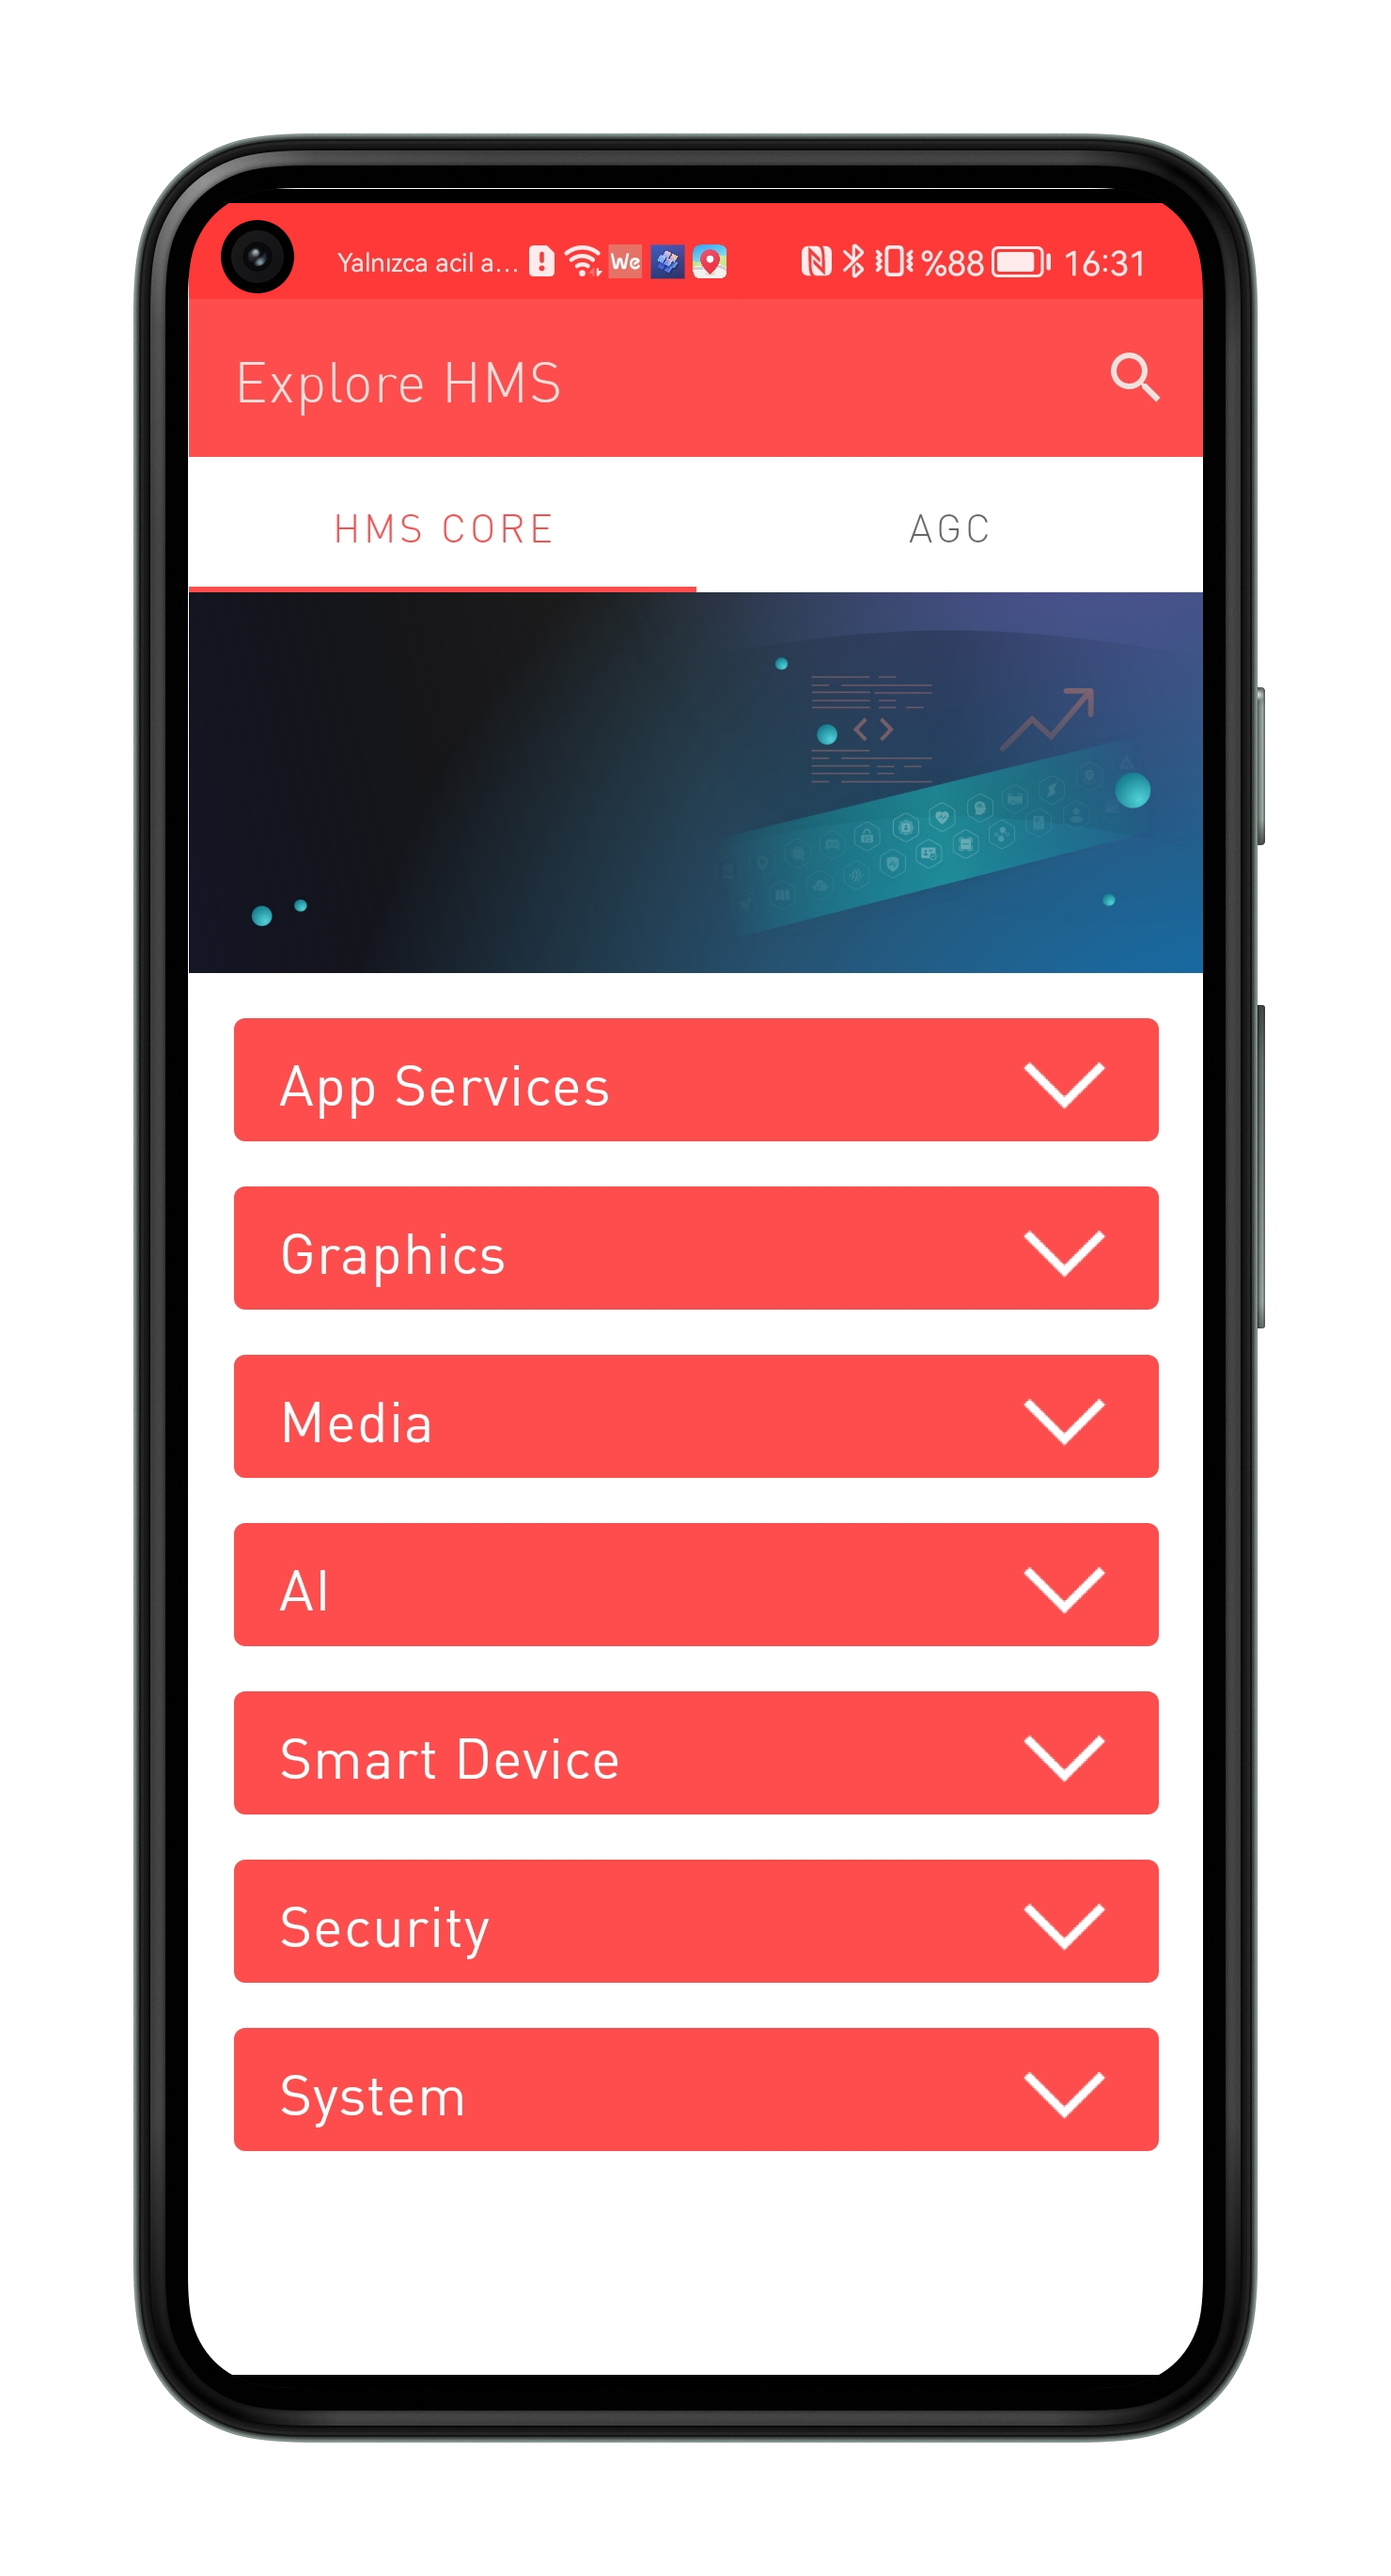 Yalnızca acil a... We %88 16:31
Explore HMS
HMS CORE AGC
App Services
Graphics
Media
AI
Smart Device
Security
System